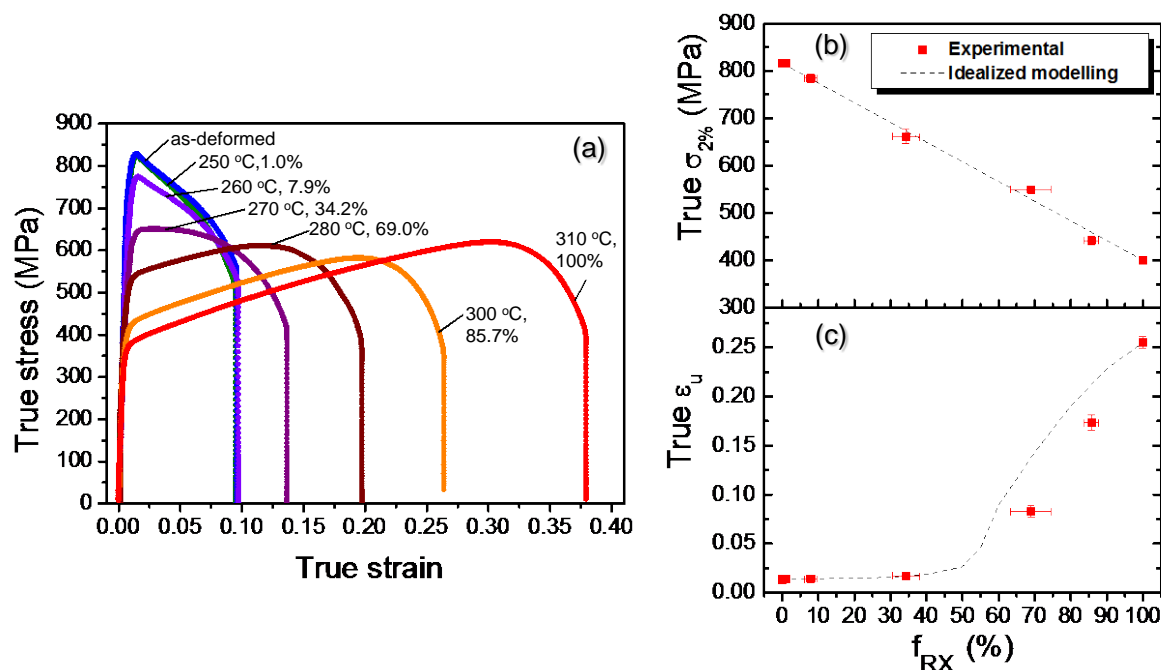 (a)
900
800
700
600
500
400
300
200
100
0
True stress (MPa)
as-deformed
250 °C,1.0%
260 °C, 7.9%
270 °C, 34.2%
280 °C, 69.0%
310 °C,
100%
300 °C,
85.7%
0.00 0.05 0.10 0.15 0.20 0.25 0.30 0.35 0.40
True strain
(b)
Experimental
Idealized modelling
900
800
700
600
500
400
300
True σ2% (MPa)
(c)
0.25
0.20
0.15
0.10
0.05
0.00
True εu
0 10 20 30 40 50 60 70 80 90 100
fRX (%)